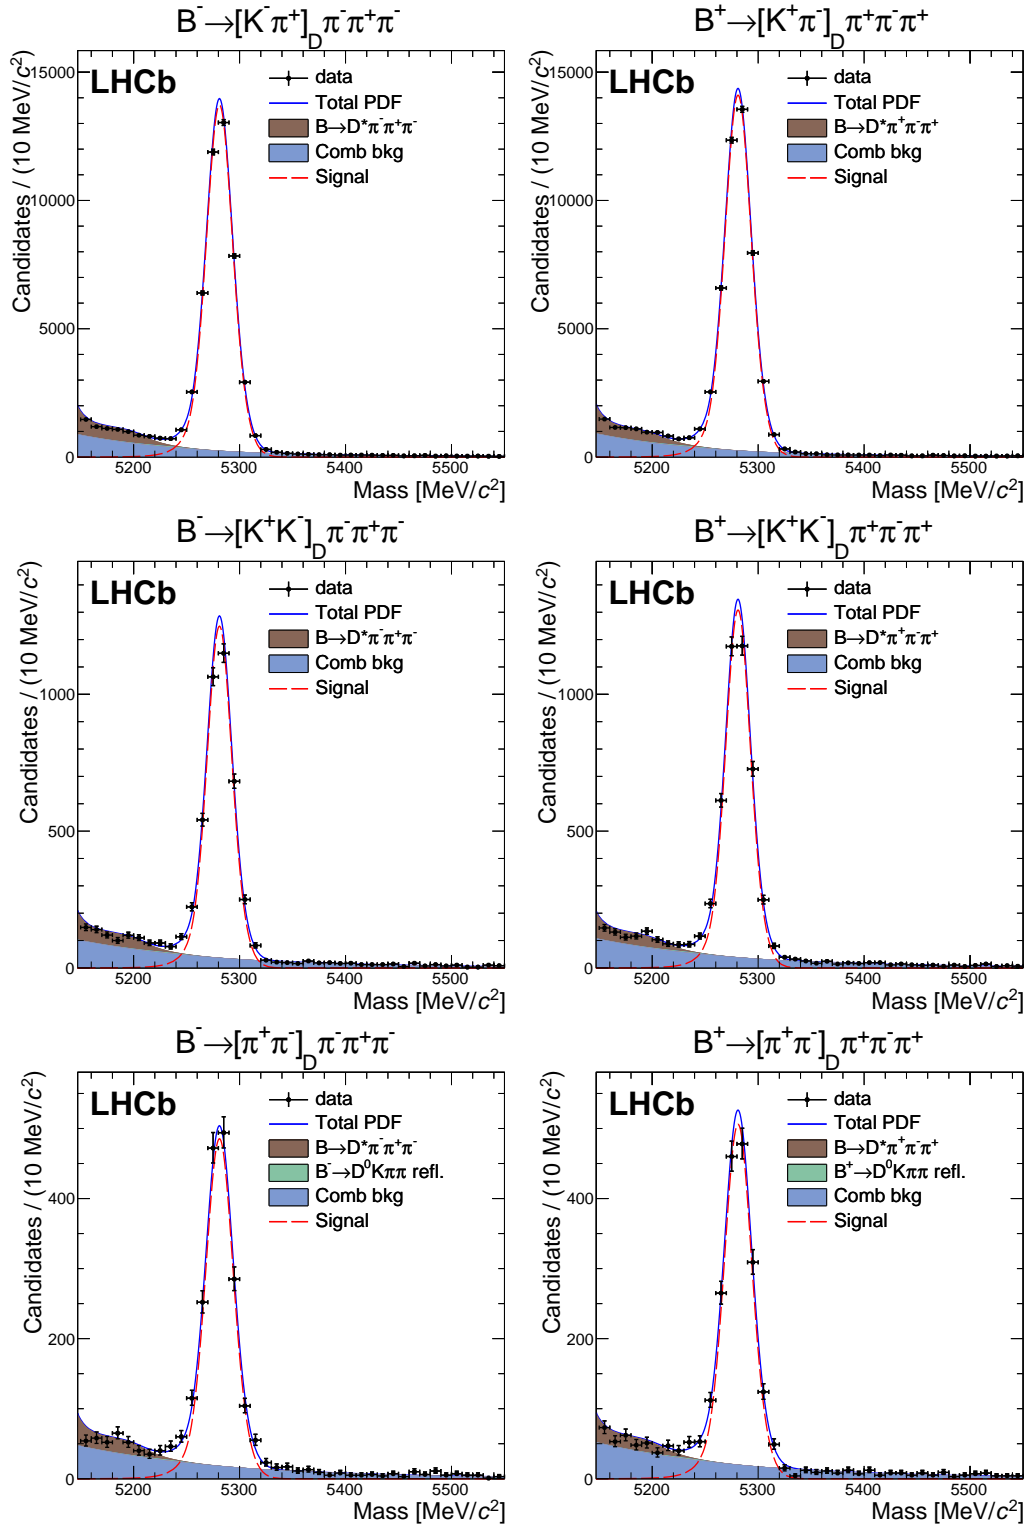 B⁻→[K⁻π⁺]_D π⁻π⁺π⁻
Candidates / (10 MeV/c²)
15000
10000
5000
0
LHCb
data
Total PDF
B→D*π⁻π⁺π⁻
Comb bkg
Signal
5200 5300 5400 5500
Mass [MeV/c²]
B⁺→[K⁺π⁻]_D π⁺π⁻π⁺
Candidates / (10 MeV/c²)
15000
10000
5000
0
LHCb
data
Total PDF
B→D*π⁺π⁻π⁺
Comb bkg
Signal
5200 5300 5400 5500
Mass [MeV/c²]
B⁻→[K⁺K⁻]_D π⁻π⁺π⁻
Candidates / (10 MeV/c²)
1000
500
0
LHCb
data
Total PDF
B→D*π⁻π⁺π⁻
Comb bkg
Signal
5200 5300 5400 5500
Mass [MeV/c²]
B⁺→[K⁺K⁻]_D π⁺π⁻π⁺
Candidates / (10 MeV/c²)
1000
500
0
LHCb
data
Total PDF
B→D*π⁺π⁻π⁺
Comb bkg
Signal
5200 5300 5400 5500
Mass [MeV/c²]
B⁻→[π⁺π⁻]_D π⁻π⁺π⁻
Candidates / (10 MeV/c²)
400
200
0
LHCb
data
Total PDF
B→D*π⁻π⁺π⁻
B⁻→D⁰Kππ refl.
Comb bkg
Signal
5200 5300 5400 5500
Mass [MeV/c²]
B⁺→[π⁺π⁻]_D π⁺π⁻π⁺
Candidates / (10 MeV/c²)
400
200
0
LHCb
data
Total PDF
B→D*π⁺π⁻π⁺
B⁺→D⁰Kππ refl.
Comb bkg
Signal
5200 5300 5400 5500
Mass [MeV/c²]